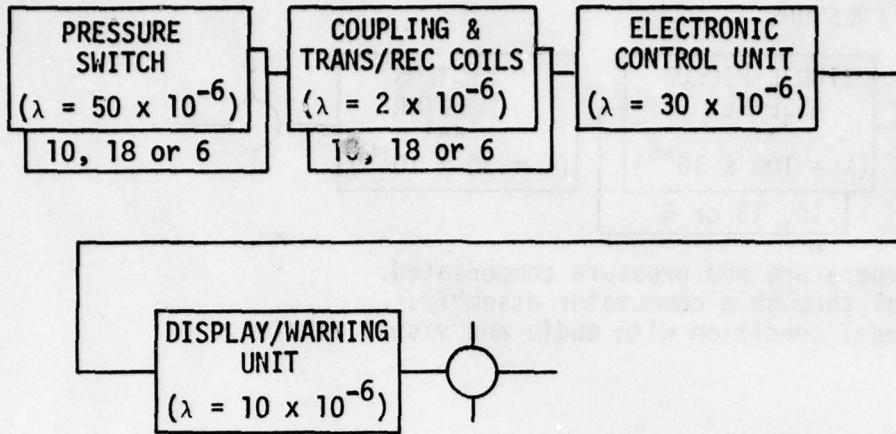 PRESSURE
SWITCH
(λ = 50 x 10⁻⁶)
10, 18 or 6
COUPLING &
TRANS/REC COILS
(λ = 2 x 10⁻⁶)
10, 18 or 6
ELECTRONIC
CONTROL UNIT
(λ = 30 x 10⁻⁶)
DISPLAY/WARNING
UNIT
(λ = 10 x 10⁻⁶)